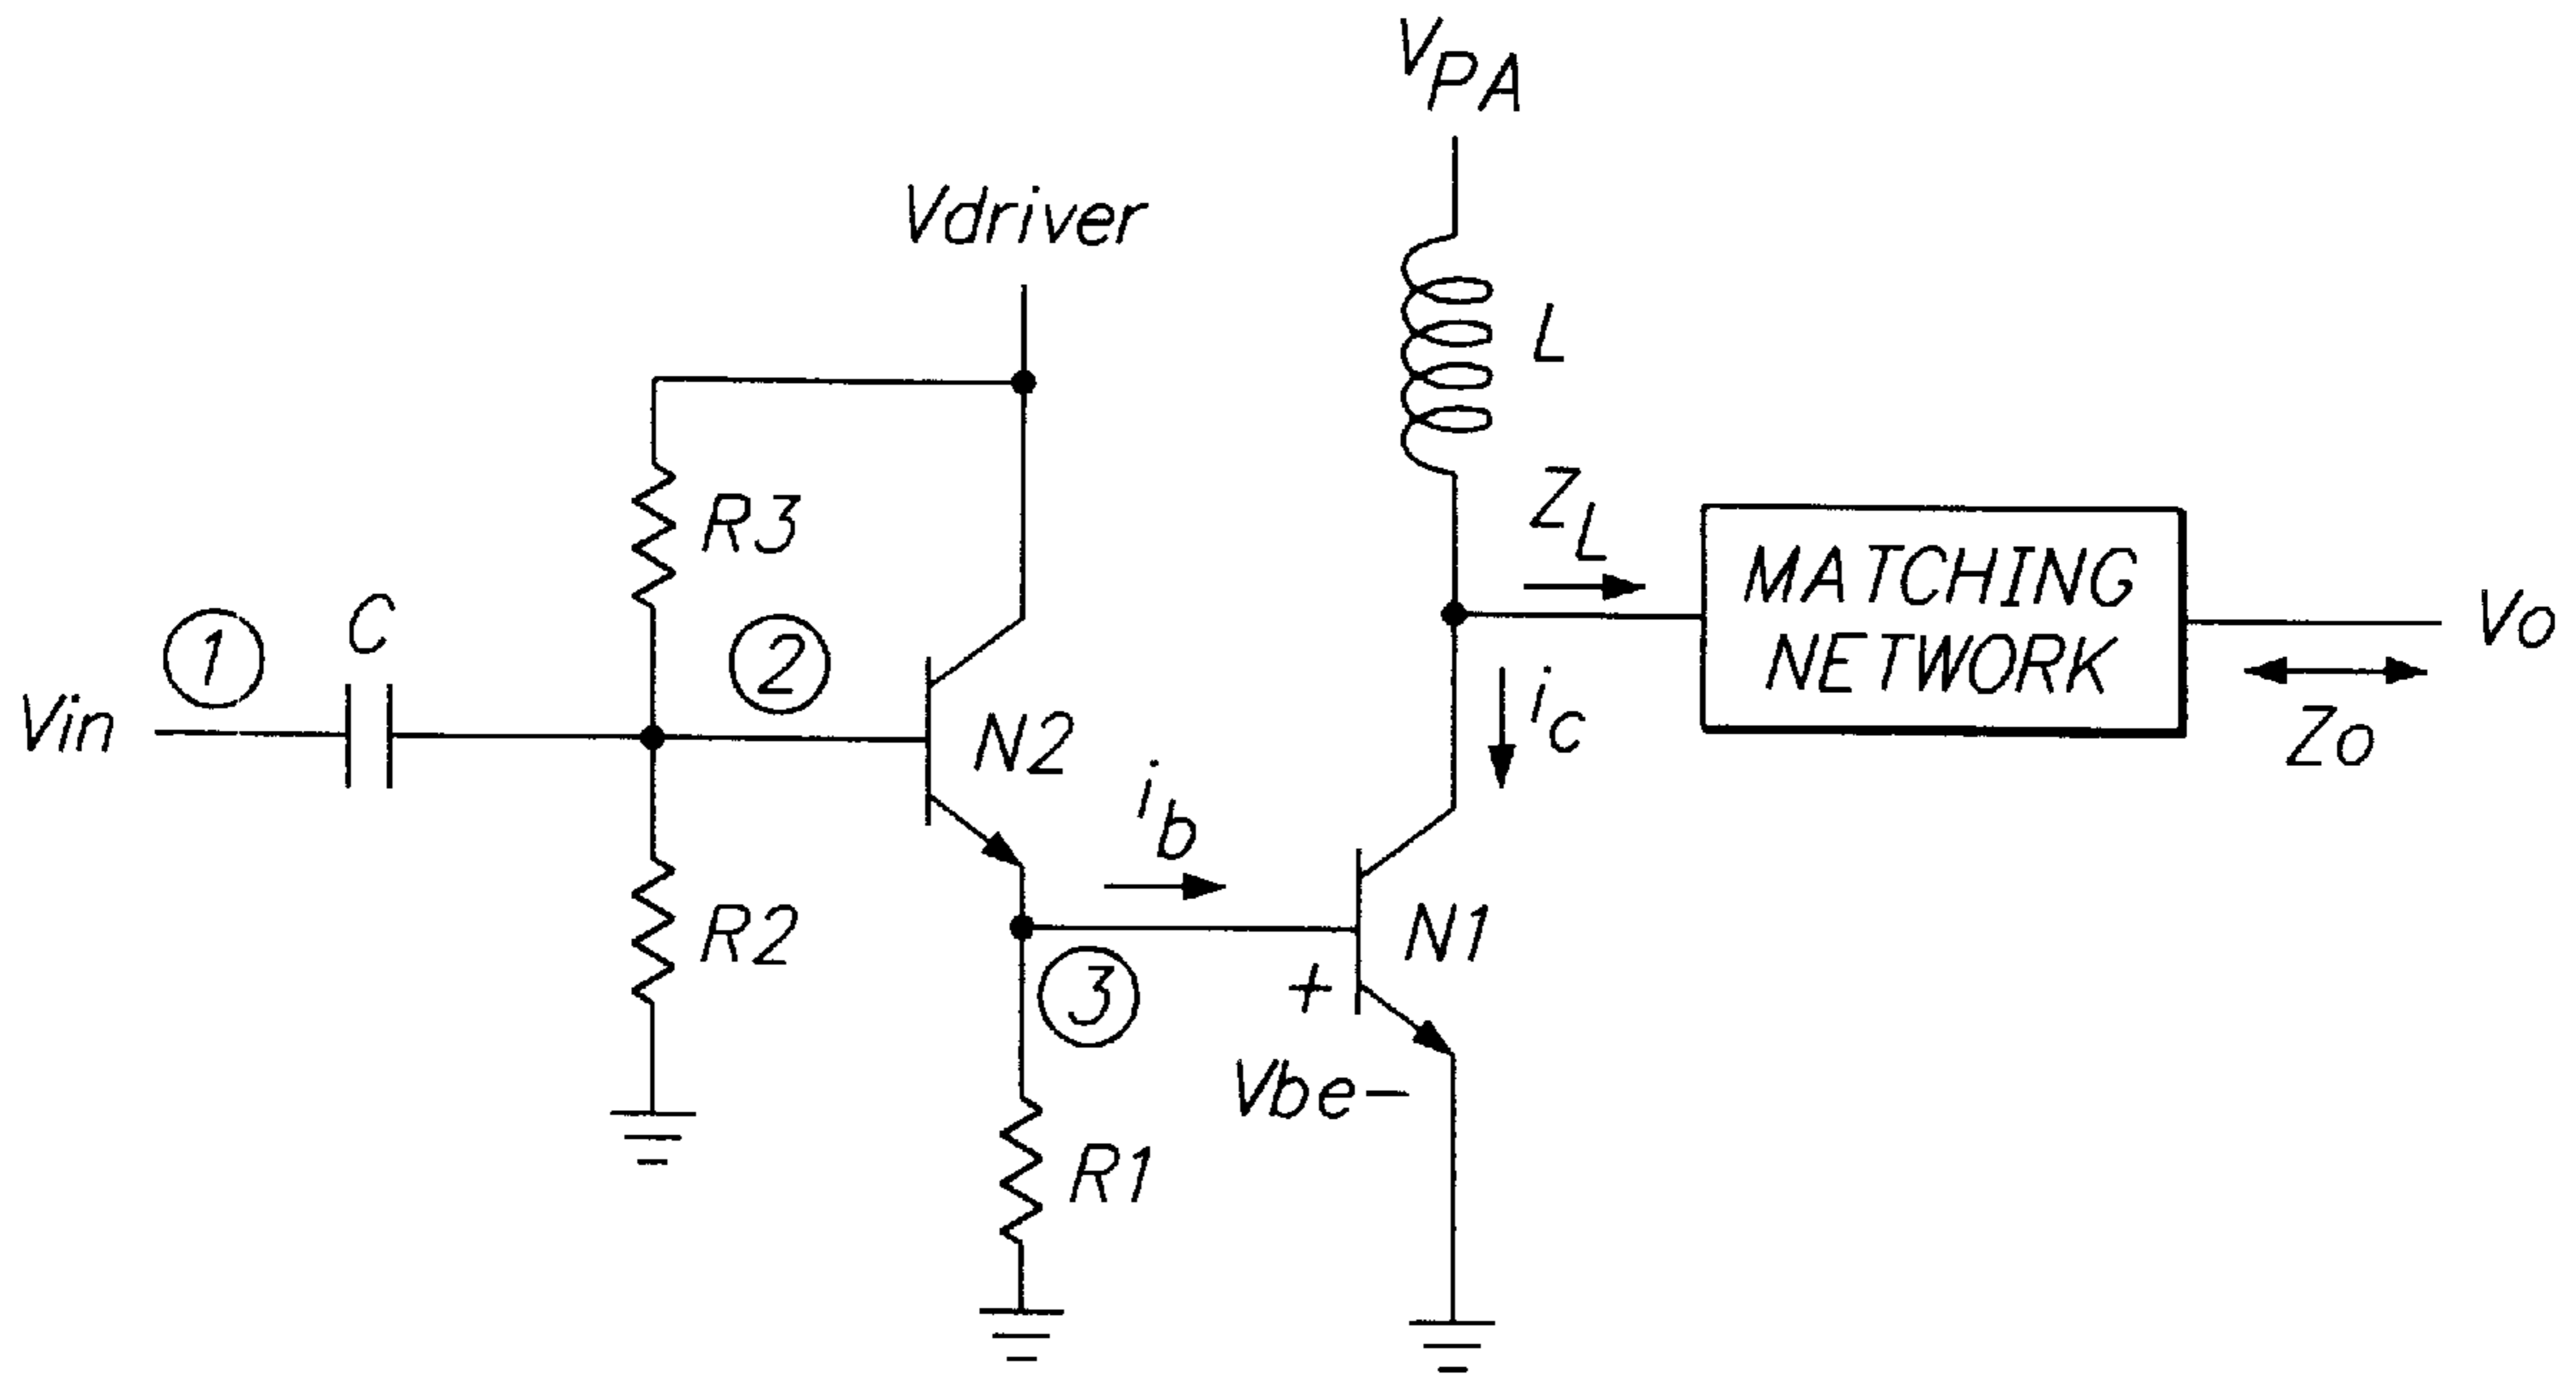 V_PA
Vdriver
L
Z_L
R3
MATCHING
NETWORK
C
1
2
Vin
N2
i_c
Vo
Zo
i_b
R2
N1
3
+
Vbe-
R1